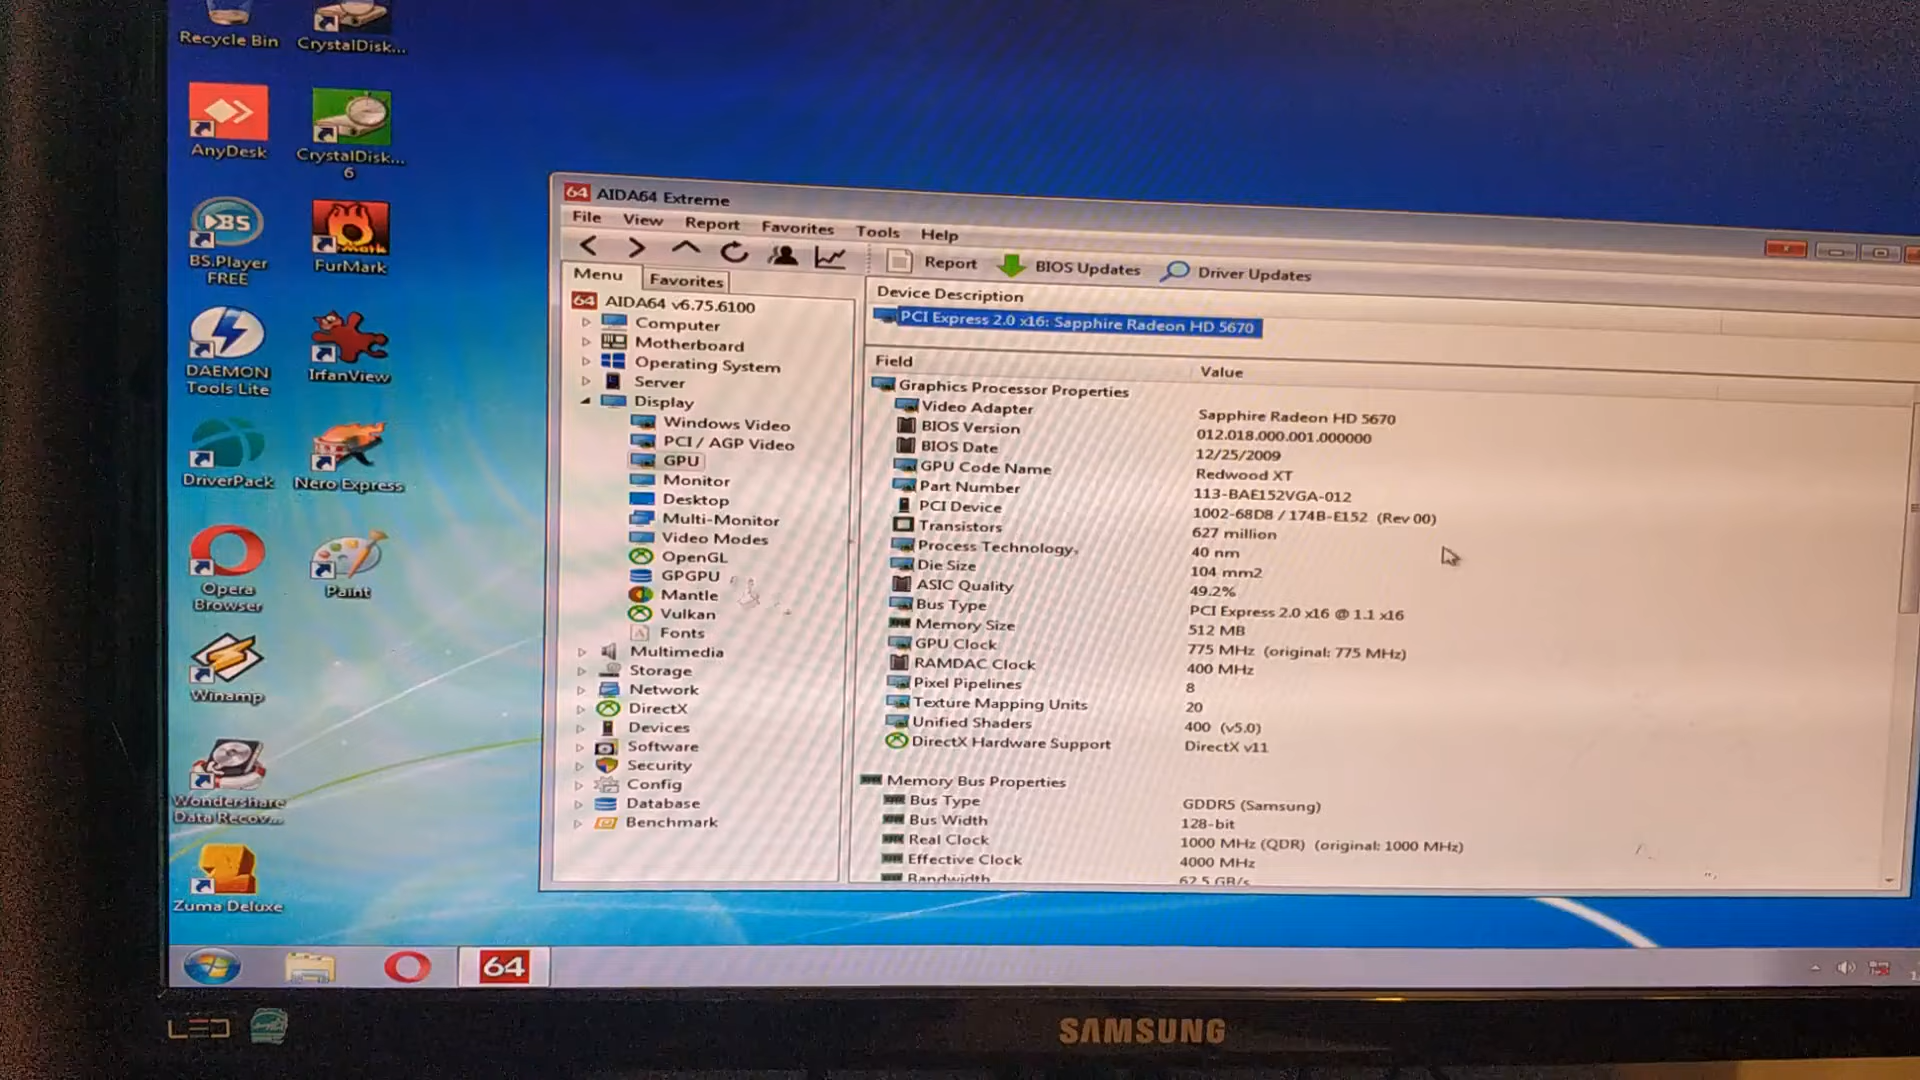 Recycle Bin
CrystalDisk...
AnyDesk
CrystalDisk...
6
BS.Player
FREE
FurMark
DAEMON
Tools Lite
IrfanView
DriverPack
Nero Express
Opera
Browser
Paint
Winamp
Wondershare
Data Recov...
Zuma Deluxe
64 AIDA64 Extreme
File View Report Favorites Tools Help
Report BIOS Updates Driver Updates
Menu Favorites
64 AIDA64 v6.75.6100
Computer
Motherboard
Operating System
Server
Display
Windows Video
PCI / AGP Video
GPU
Monitor
Desktop
Multi-Monitor
Video Modes
OpenGL
GPGPU
Mantle
Vulkan
Fonts
Multimedia
Storage
Network
DirectX
Devices
Software
Security
Config
Database
Benchmark
Device Description
PCI Express 2.0 x16: Sapphire Radeon HD 5670
Field Value
Graphics Processor Properties
Video Adapter Sapphire Radeon HD 5670
BIOS Version 012.018.000.001.000000
BIOS Date 12/25/2009
GPU Code Name Redwood XT
Part Number 113-BAE152VGA-012
PCI Device 1002-68D8 / 174B-E152 (Rev 00)
Transistors 627 million
Process Technology 40 nm
Die Size 104 mm2
ASIC Quality 49.2%
Bus Type PCI Express 2.0 x16 @ 1.1 x16
Memory Size 512 MB
GPU Clock 775 MHz (original: 775 MHz)
RAMDAC Clock 400 MHz
Pixel Pipelines 8
Texture Mapping Units 20
Unified Shaders 400 (v5.0)
DirectX Hardware Support DirectX v11
Memory Bus Properties
Bus Type GDDR5 (Samsung)
Bus Width 128-bit
Real Clock 1000 MHz (QDR) (original: 1000 MHz)
Effective Clock 4000 MHz
Bandwidth 62.5 GB/s
64
LED
SAMSUNG